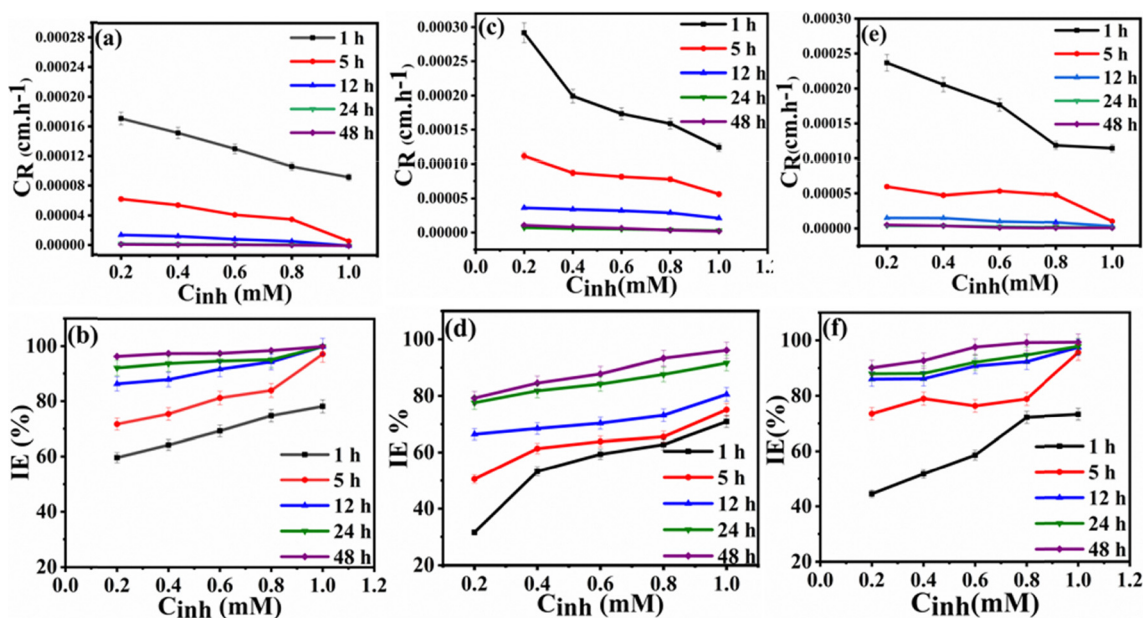 (a)
0.00028
0.00024
0.00020
0.00016
0.00012
0.00008
0.00004
0.00000
CR (cm.h-1)
1 h
5 h
12 h
24 h
48 h
0.2 0.4 0.6 0.8 1.0
Cinh (mM)
(c)
0.00030
0.00025
0.00020
0.00015
0.00010
0.00005
0.00000
CR (cm.h-1)
1 h
5 h
12 h
24 h
48 h
0.0 0.2 0.4 0.6 0.8 1.0 1.2
Cinh(mM)
(e)
0.00030
0.00025
0.00020
0.00015
0.00010
0.00005
0.00000
CR(cm.h-1)
1 h
5 h
12 h
24 h
48 h
0.0 0.2 0.4 0.6 0.8 1.0 1.2
Cinh(mM)
(b)
100
80
60
40
20
IE (%)
1 h
5 h
12 h
24 h
48 h
0.0 0.2 0.4 0.6 0.8 1.0 1.2
Cinh (mM)
(d)
100
80
60
40
20
IE %
1 h
5 h
12 h
24 h
48 h
0.2 0.4 0.6 0.8 1.0
Cinh (mM)
(f)
100
80
60
40
20
IE(%)
1 h
5 h
12 h
24 h
48 h
0.0 0.2 0.4 0.6 0.8 1.0 1.2
Cinh(mM)